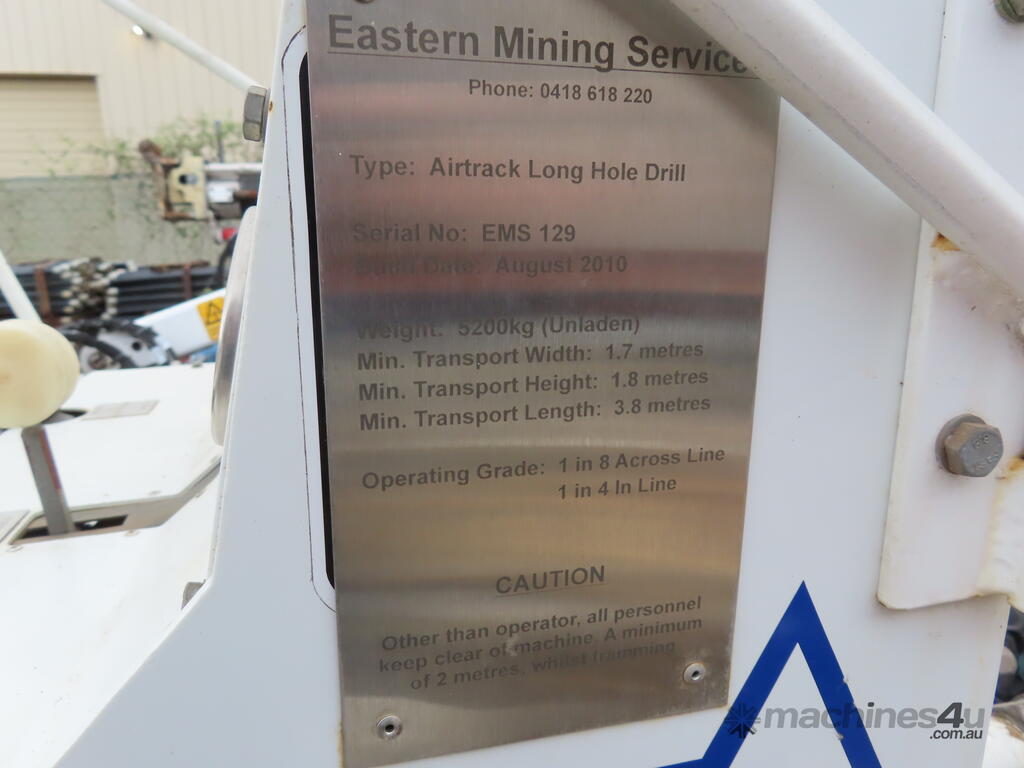 Eastern Mining Service
Phone: 0418 618 220
Type: Airtrack Long Hole Drill
Serial No: EMS 129
Build Date: August 2010
Weight: 5200kg (Unladen)
Min. Transport Width: 1.7 metres
Min. Transport Height: 1.8 metres
Min. Transport Length: 3.8 metres
Operating Grade: 1 in 8 Across Line
1 in 4 In Line
CAUTION
Other than operator, all personnel
keep clear of machine. A minimum
of 2 metres, whilst tramming
machines4u
.com.au